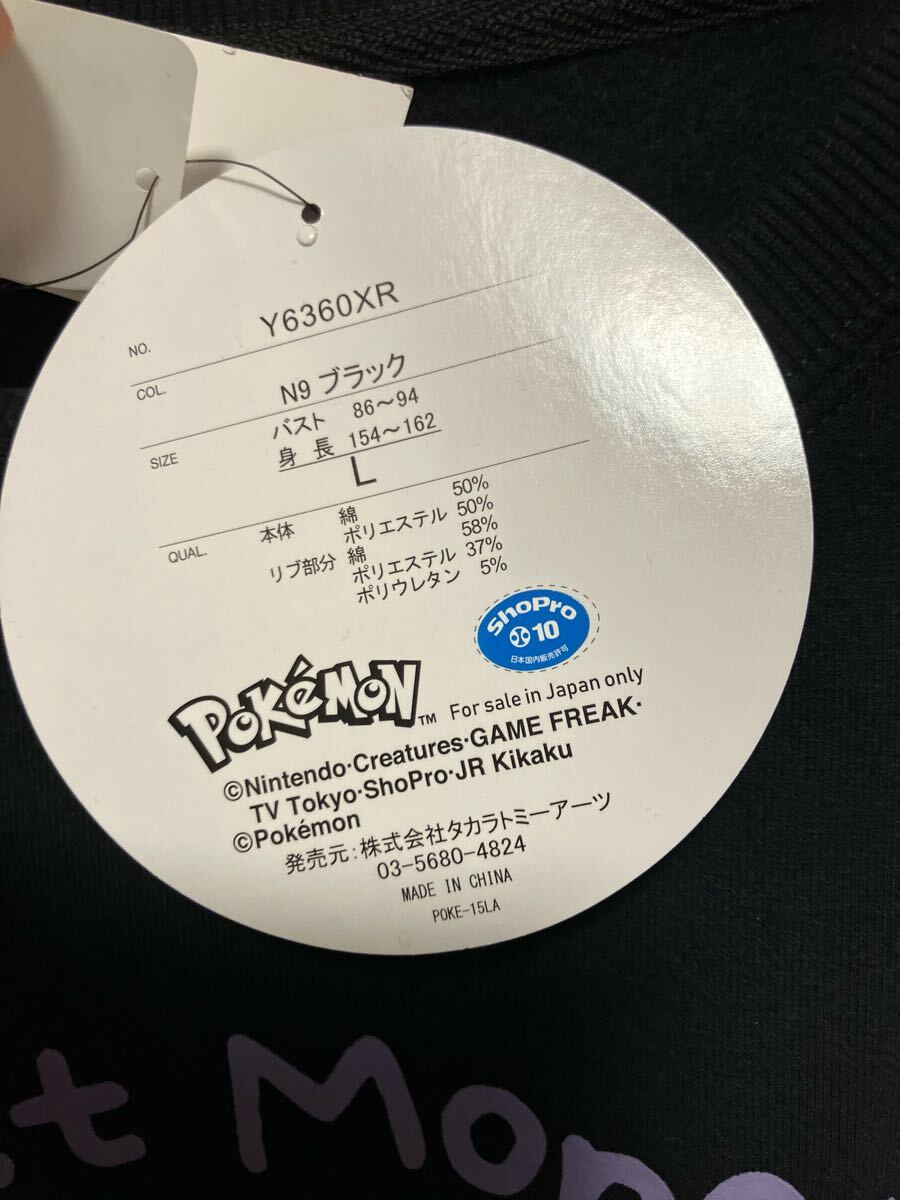 NO. Y6360XR
COL. N9 ブラック
SIZE バスト 86～94
身 長 154～162
L
QUAL. 本体 綿 50%
ポリエステル 50%
リブ部分 綿 58%
ポリエステル 37%
ポリウレタン 5%
ShoPro
10
日本国内販売許可
POKéMON™ For sale in Japan only
©Nintendo·Creatures·GAME FREAK·
TV Tokyo·ShoPro·JR Kikaku
©Pokémon
発売元:株式会社タカラトミーアーツ
03-5680-4824
MADE IN CHINA
POKE-15LA